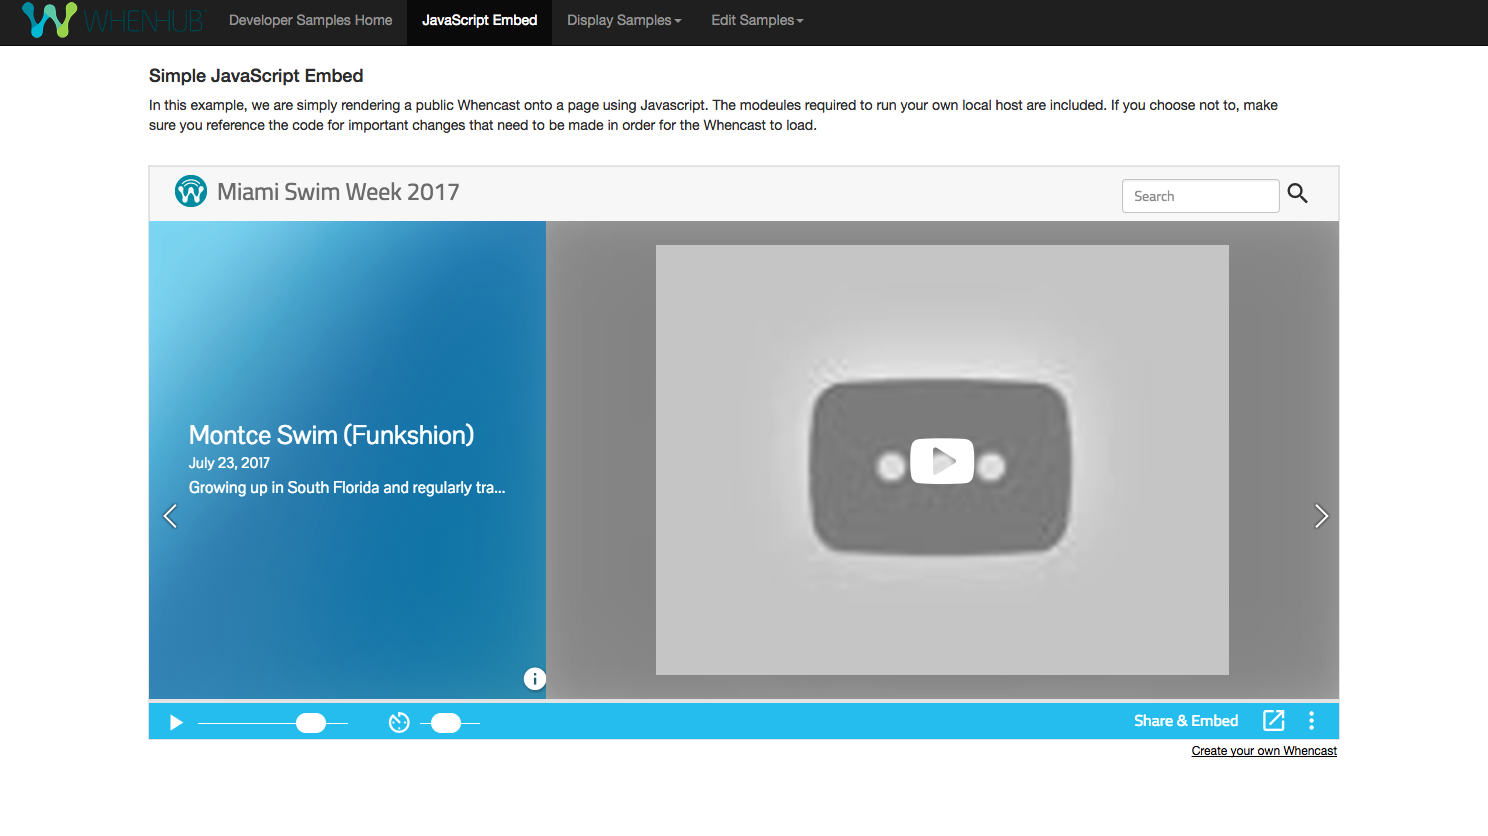 WHENHUB Developer Samples Home JavaScript Embed Display Samples Edit Samples
Simple JavaScript Embed
In this example, we are simply rendering a public Whencast onto a page using Javascript. The modeules required to run your own local host are included. If you choose not to, make
sure you reference the code for important changes that need to be made in order for the Whencast to load.
Miami Swim Week 2017
Search
Montce Swim (Funkshion)
July 23, 2017
Growing up in South Florida and regularly tra...
Share & Embed
Create your own Whencast